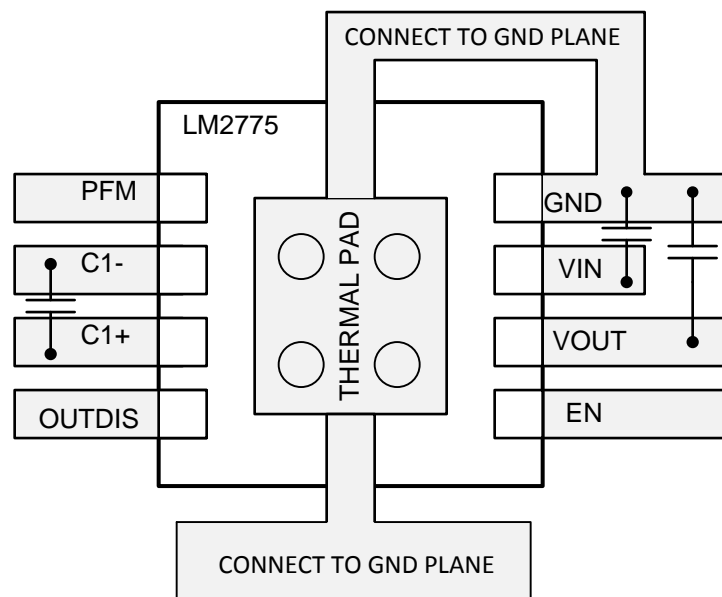 CONNECT TO GND PLANE
LM2775
PFM
GND
C1-
VIN
C1+
VOUT
OUTDIS
EN
THERMAL PAD
CONNECT TO GND PLANE